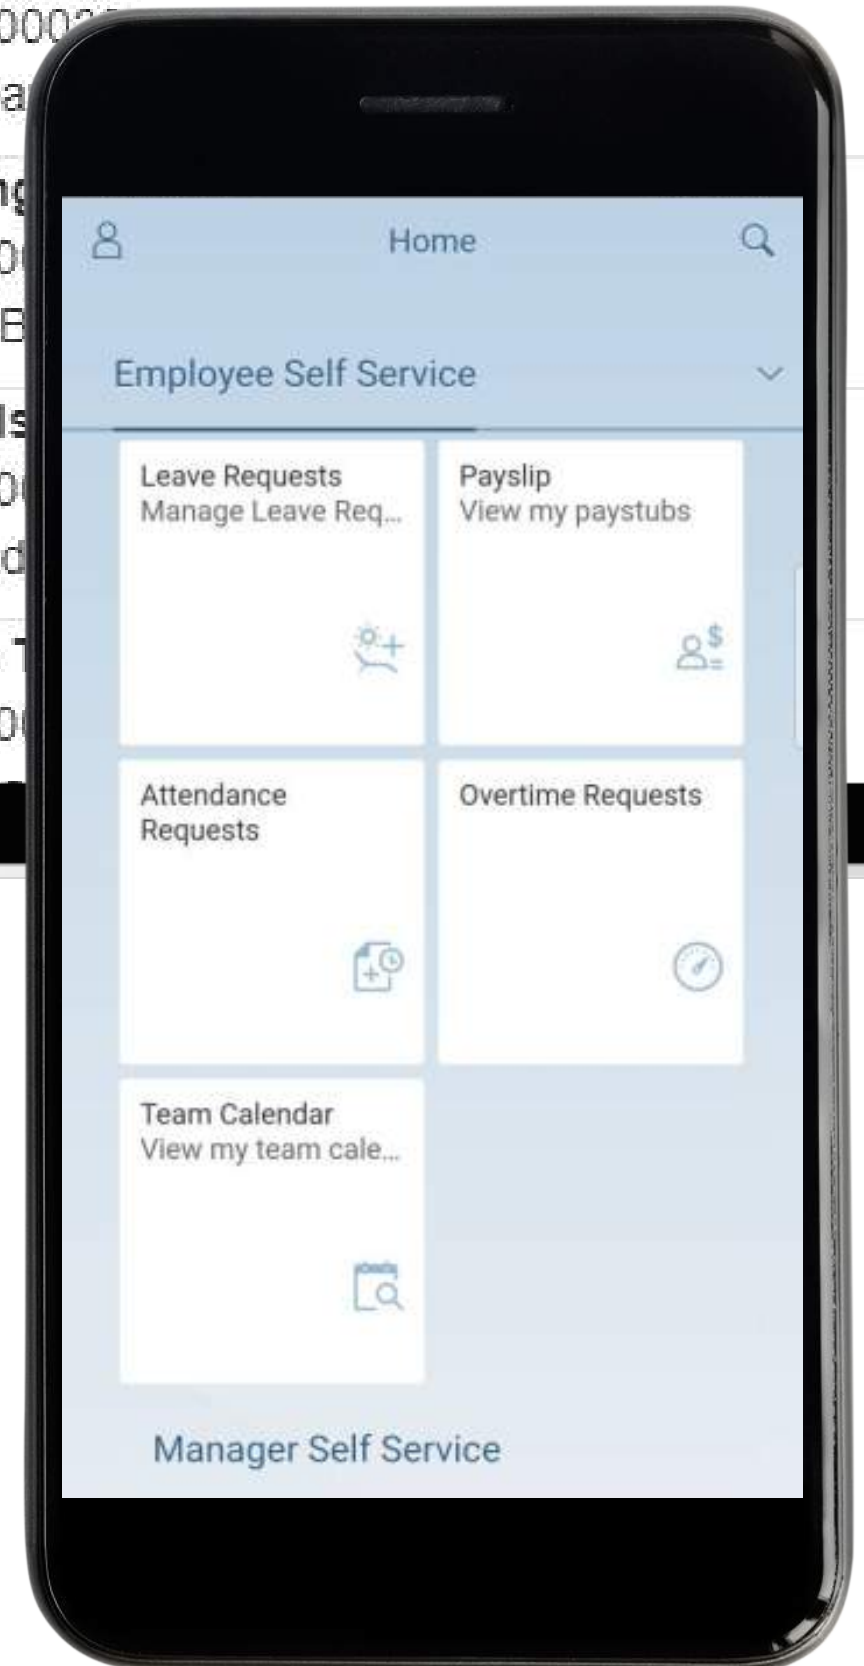 Home
Employee Self Service
Leave Requests
Manage Leave Req...
Payslip
View my paystubs
Attendance
Requests
Overtime Requests
Team Calendar
View my team cale...
Manager Self Service